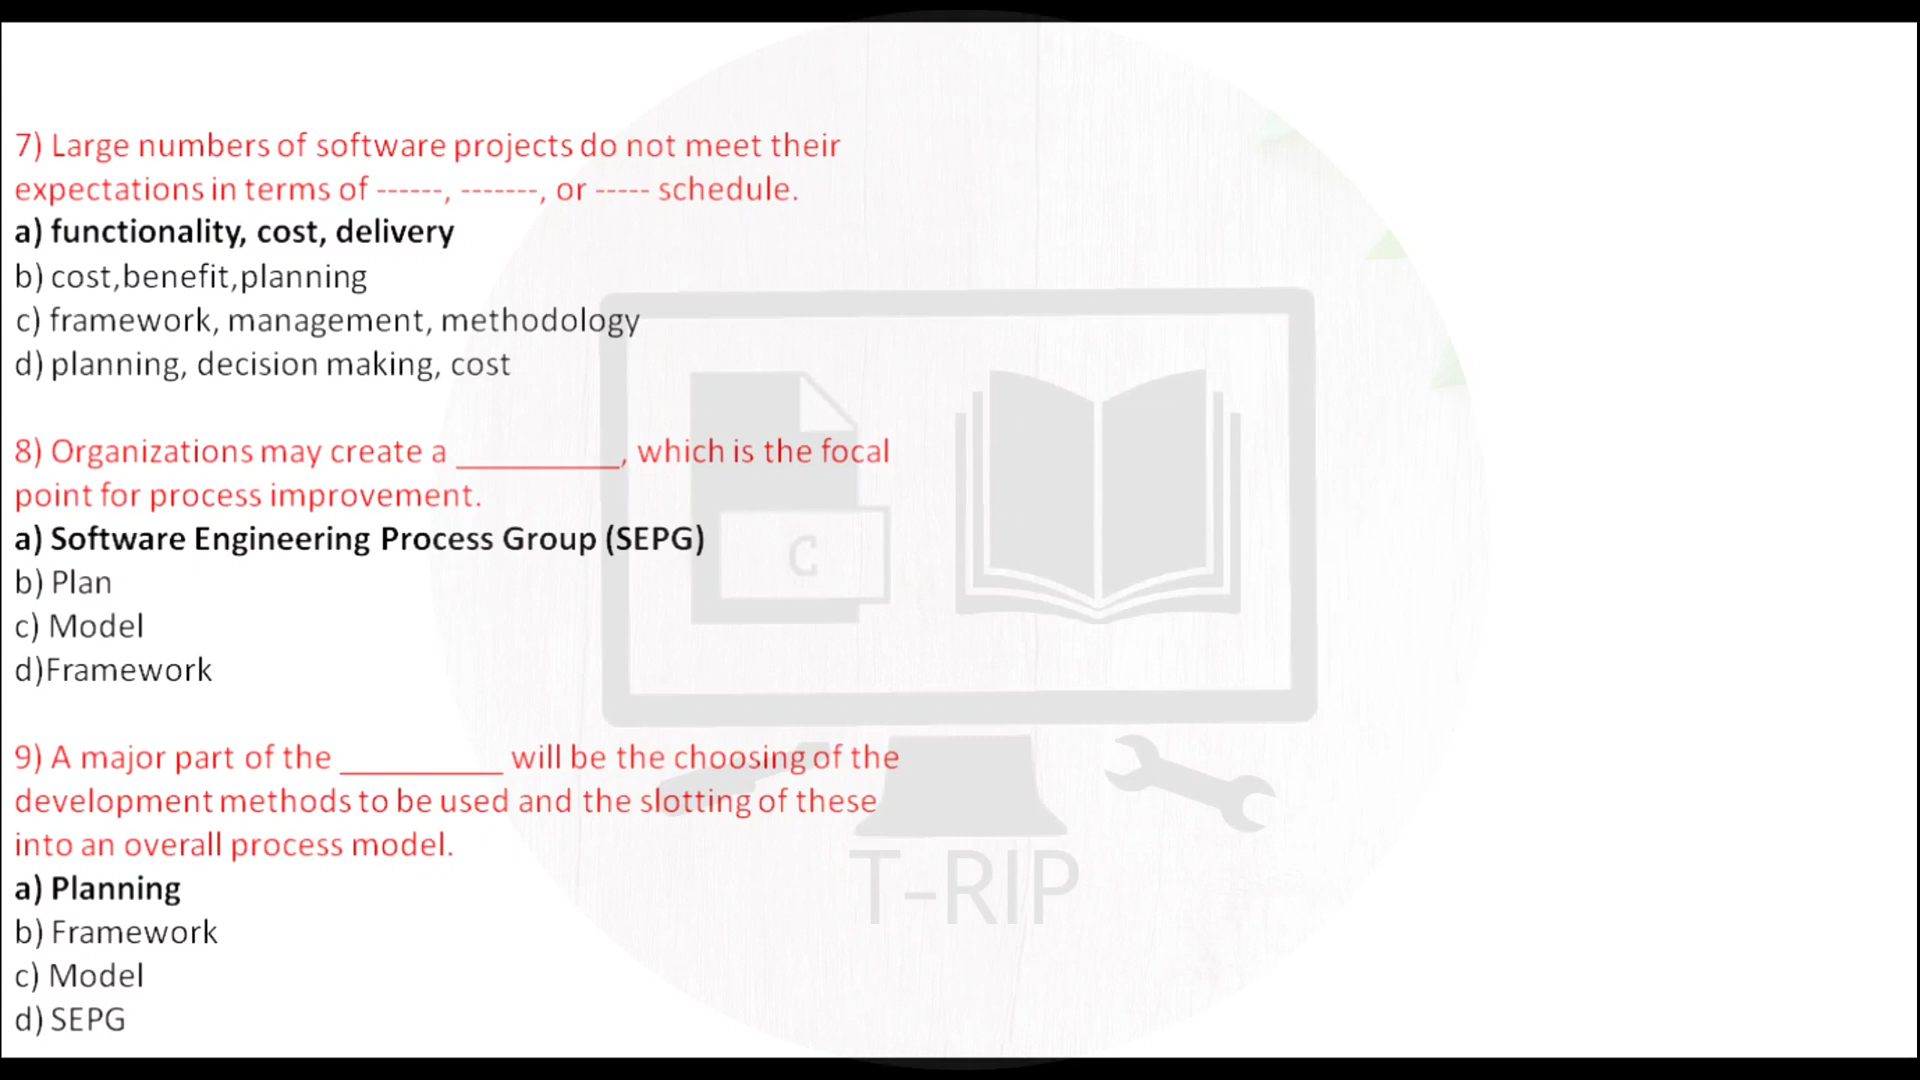 7) Large numbers of software projects do not meet their
expectations in terms of ------, -------, or ----- schedule.
a) functionality, cost, delivery
b) cost,benefit,planning
c) framework, management, methodology
d) planning, decision making, cost
8) Organizations may create a __________, which is the focal
point for process improvement.
a) Software Engineering Process Group (SEPG)
b) Plan
c) Model
d)Framework
C
9) A major part of the __________ will be the choosing of the
development methods to be used and the slotting of these
into an overall process model.
a) Planning
b) Framework
c) Model
d) SEPG
T-RIP